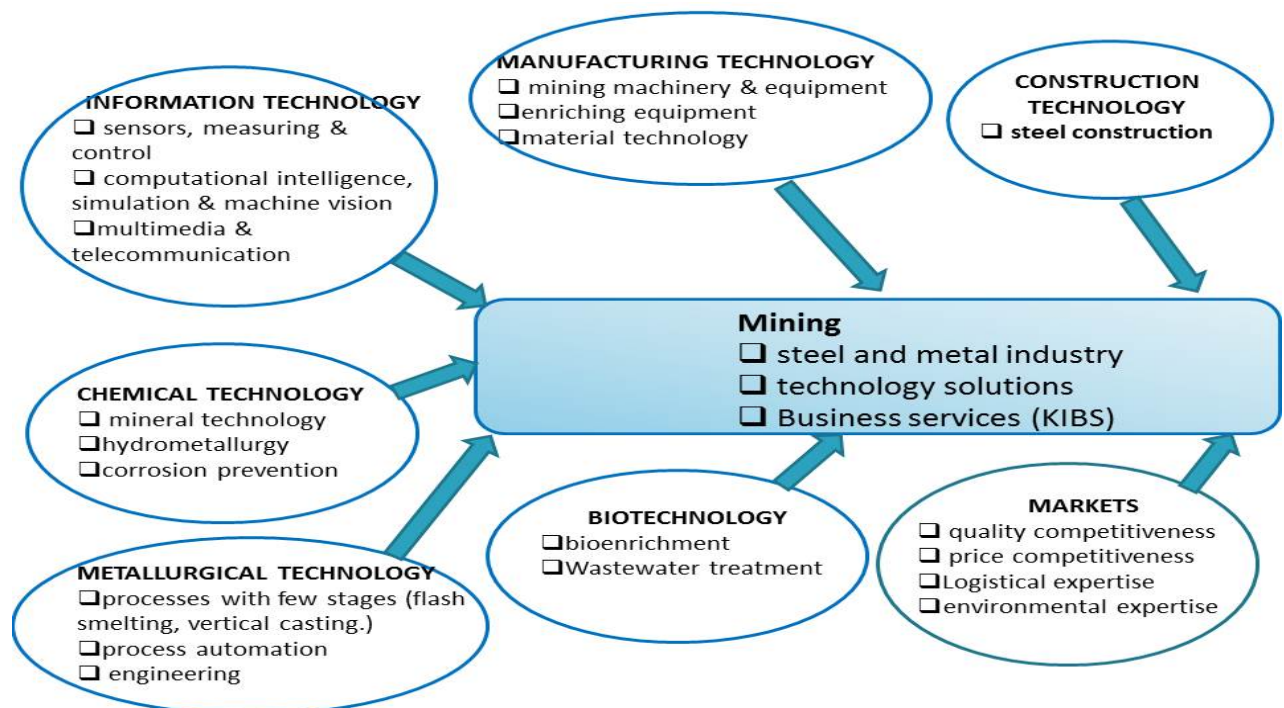 INFORMATION TECHNOLOGY
❑ sensors, measuring &
control
❑ computational intelligence,
simulation & machine vision
❑multimedia &
telecommunication
MANUFACTURING TECHNOLOGY
❑ mining machinery & equipment
❑enriching equipment
❑material technology
CONSTRUCTION
TECHNOLOGY
❑ steel construction
Mining
❑ steel and metal industry
❑ technology solutions
❑ Business services (KIBS)
CHEMICAL TECHNOLOGY
❑ mineral technology
❑hydrometallurgy
❑corrosion prevention
METALLURGICAL TECHNOLOGY
❑processes with few stages (flash
smelting, vertical casting.)
❑process automation
❑ engineering
BIOTECHNOLOGY
❑bioenrichment
❑Wastewater treatment
MARKETS
❑ quality competitiveness
❑ price competitiveness
❑Logistical expertise
❑environmental expertise